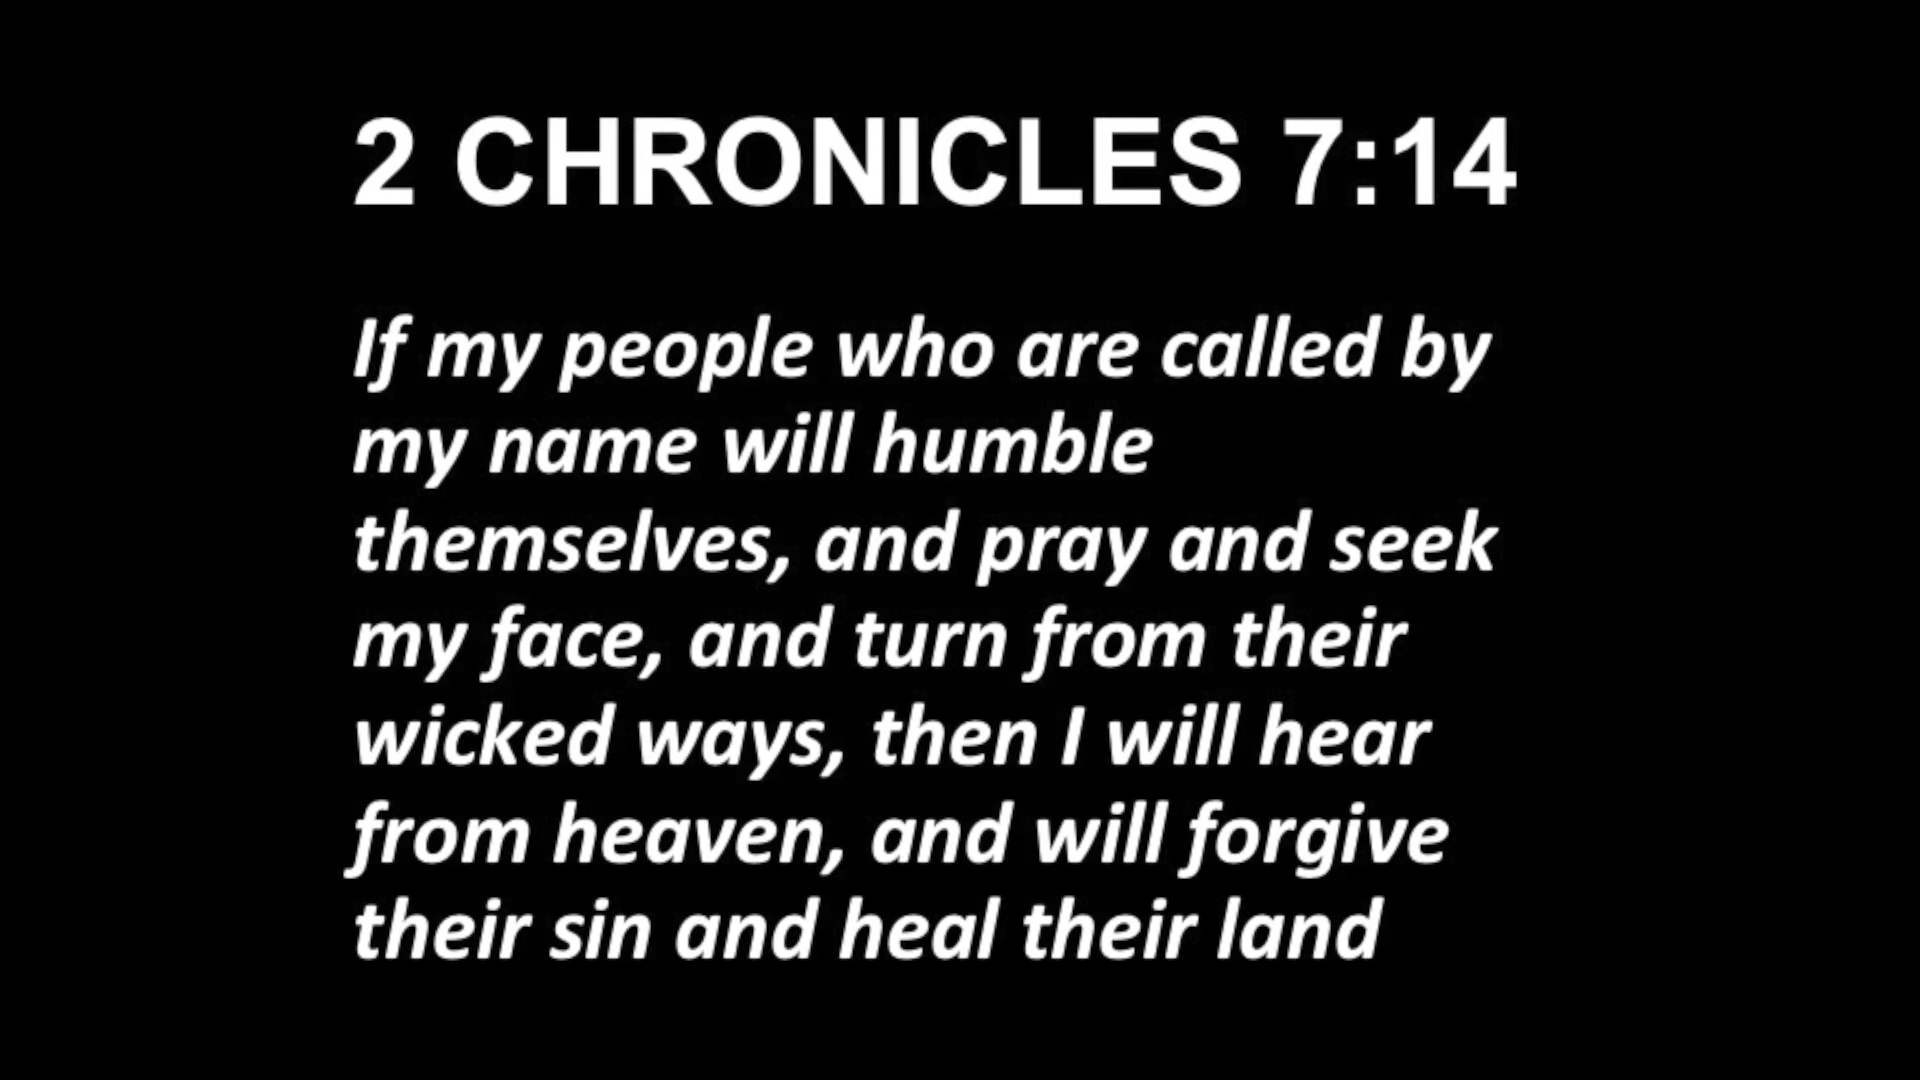 2 CHRONICLES 7:14
If my people who are called by
my name will humble
themselves, and pray and seek
my face, and turn from their
wicked ways, then I will hear
from heaven, and will forgive
their sin and heal their land